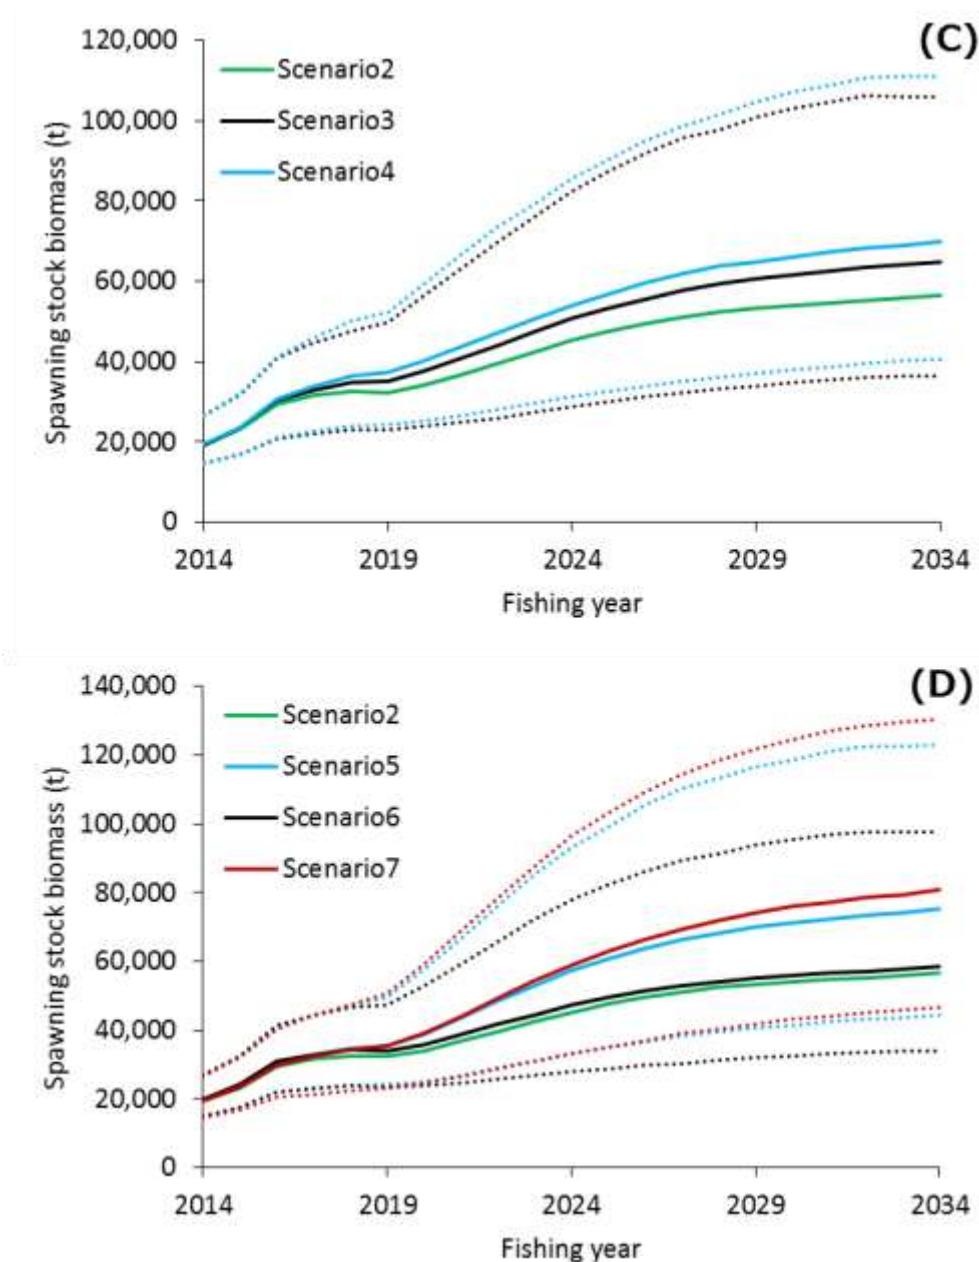 (C)
Spawning stock biomass (t)
120,000
100,000
80,000
60,000
40,000
20,000
0
Scenario2
Scenario3
Scenario4
2014
2019
2024
2029
2034
Fishing year
(D)
Spawning stock biomass (t)
140,000
120,000
100,000
80,000
60,000
40,000
20,000
0
Scenario2
Scenario5
Scenario6
Scenario7
2014
2019
2024
2029
2034
Fishing year